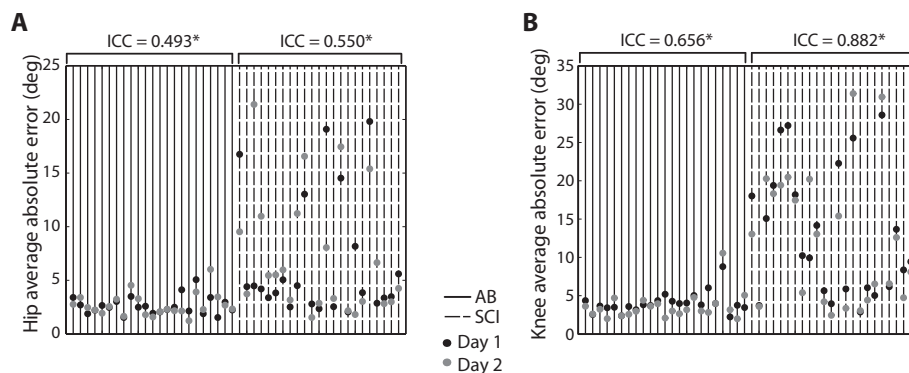 A
ICC = 0.493*
ICC = 0.550*
Hip average absolute error (deg)
25
20
15
10
5
0
AB
SCI
Day 1
Day 2
B
ICC = 0.656*
ICC = 0.882*
Knee average absolute error (deg)
35
30
25
20
15
10
5
0